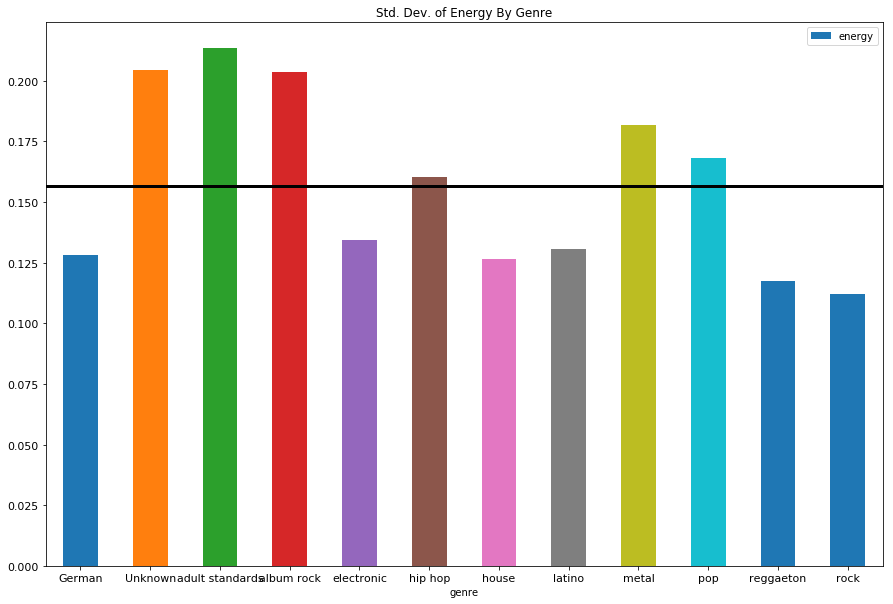 Std. Dev. of Energy By Genre
energy
0.200
0.175
0.150
0.125
0.100
0.075
0.050
0.025
0.000
German Unknown adult standards album rock electronic hip hop house latino metal pop reggaeton rock
genre